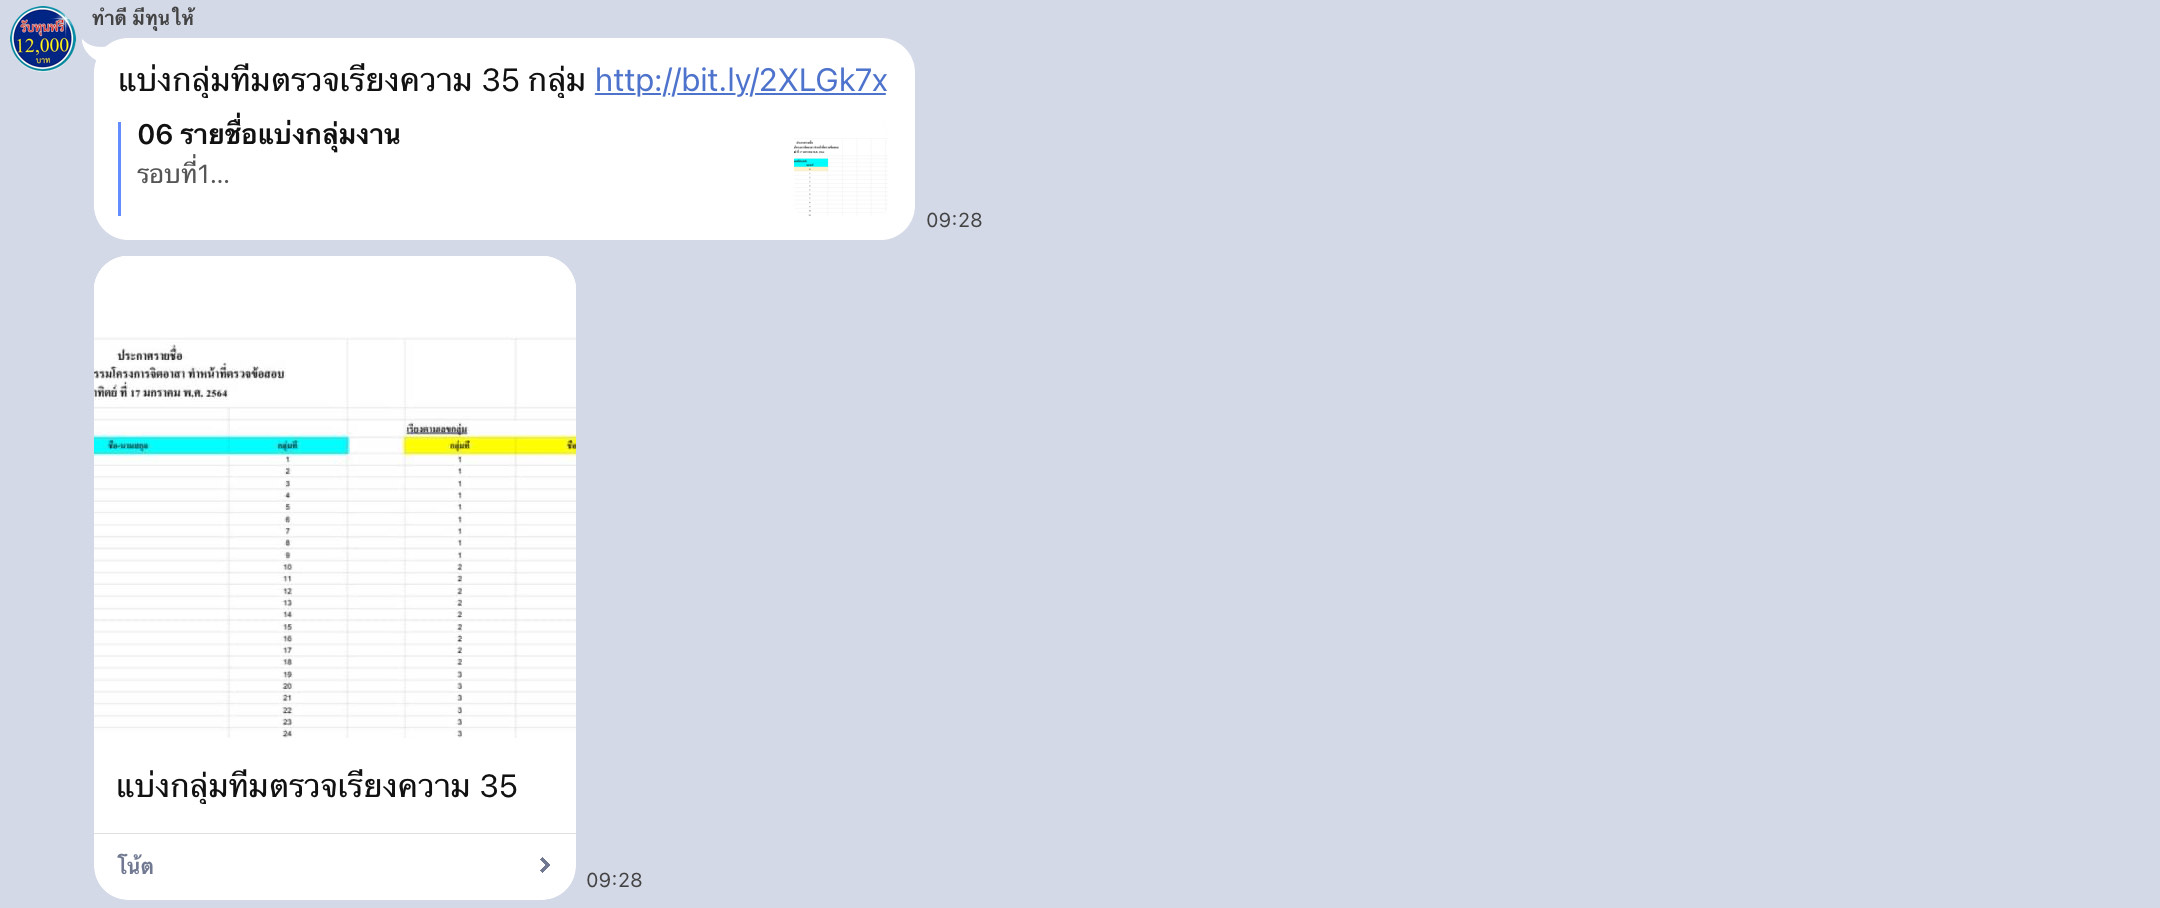 ทำดี มีทุนให้
รับทุนฟรี
12,000
บาท
แบ่งกลุ่มทีมตรวจเรียงความ 35 กลุ่ม http://bit.ly/2XLGk7x
06 รายชื่อแบ่งกลุ่มงาน
รอบที่1...
09:28
ประกาศรายชื่อ
รรมโครงการจิตอาสา ทำหน้าที่ตรวจข้อสอบ
าทิตย์ ที่ 17 มกราคม พ.ศ. 2564
เรียงตามเลขกลุ่ม
ชื่อ-นามสกุล กลุ่มที่ กลุ่มที่ ชื่อ
1 1
2 1
3 1
4 1
5 1
6 1
7 1
8 1
9 1
10 2
11 2
12 2
13 2
14 2
15 2
16 2
17 2
18 2
19 3
20 3
21 3
22 3
23 3
24 3
แบ่งกลุ่มทีมตรวจเรียงความ 35
โน้ต
09:28